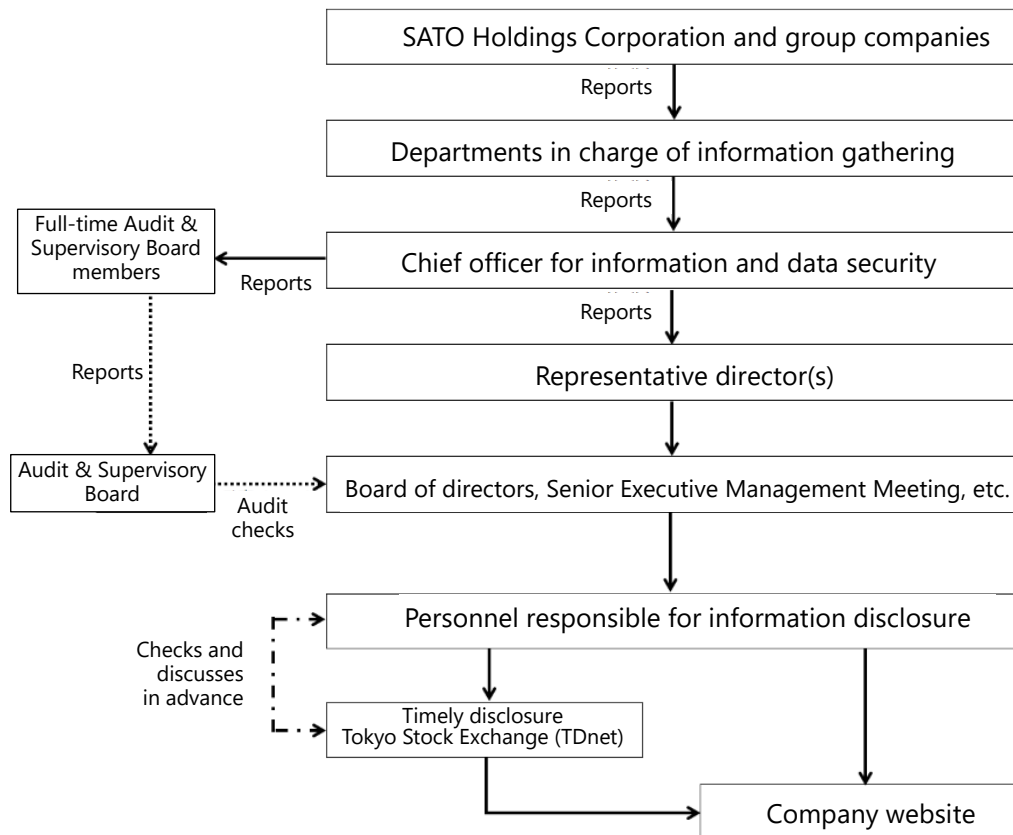 SATO Holdings Corporation and group companies
Reports
Departments in charge of information gathering
Reports
Full-time Audit &
Supervisory Board
members
Chief officer for information and data security
Reports
Reports
Representative director(s)
Reports
Audit & Supervisory
Board
Board of directors, Senior Executive Management Meeting, etc.
Audit
checks
Personnel responsible for information disclosure
Checks and
discusses
in advance
Timely disclosure
Tokyo Stock Exchange (TDnet)
Company website